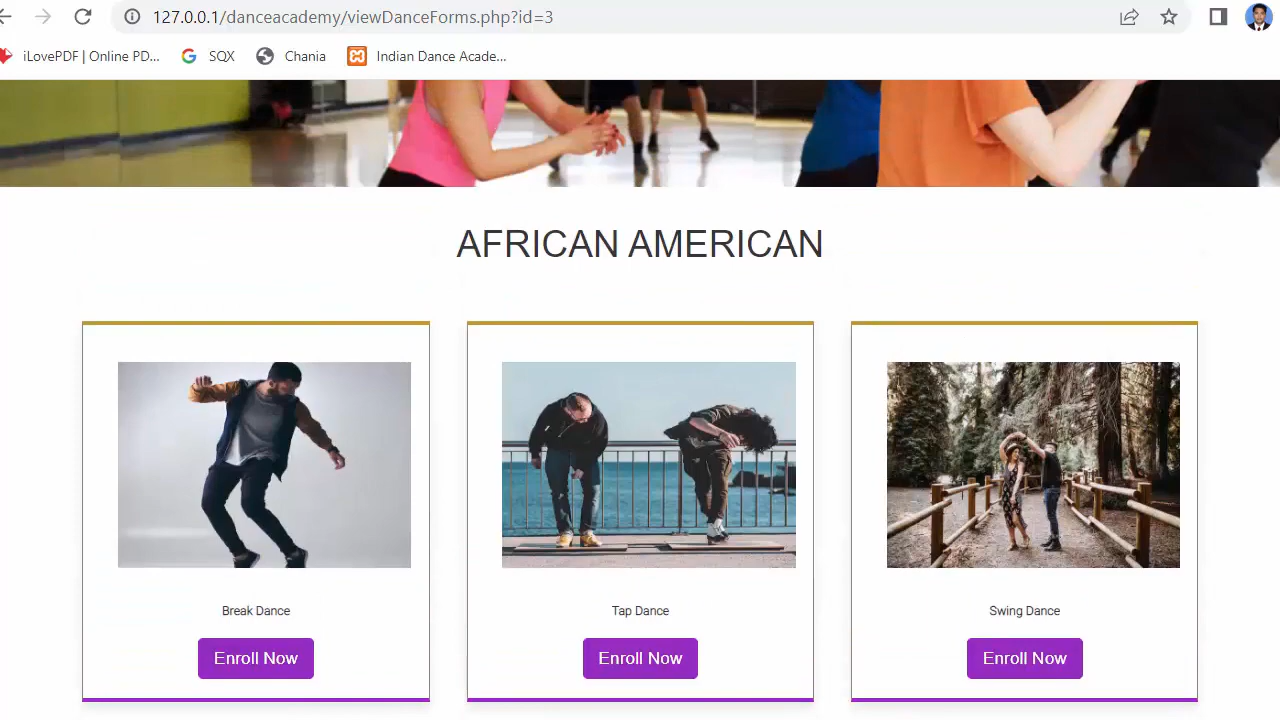 127.0.0.1/danceacademy/viewDanceForms.php?id=3
iLovePDF | Online PD... SQX Chania Indian Dance Acade...
AFRICAN AMERICAN
Break Dance Tap Dance Swing Dance
Enroll Now Enroll Now Enroll Now